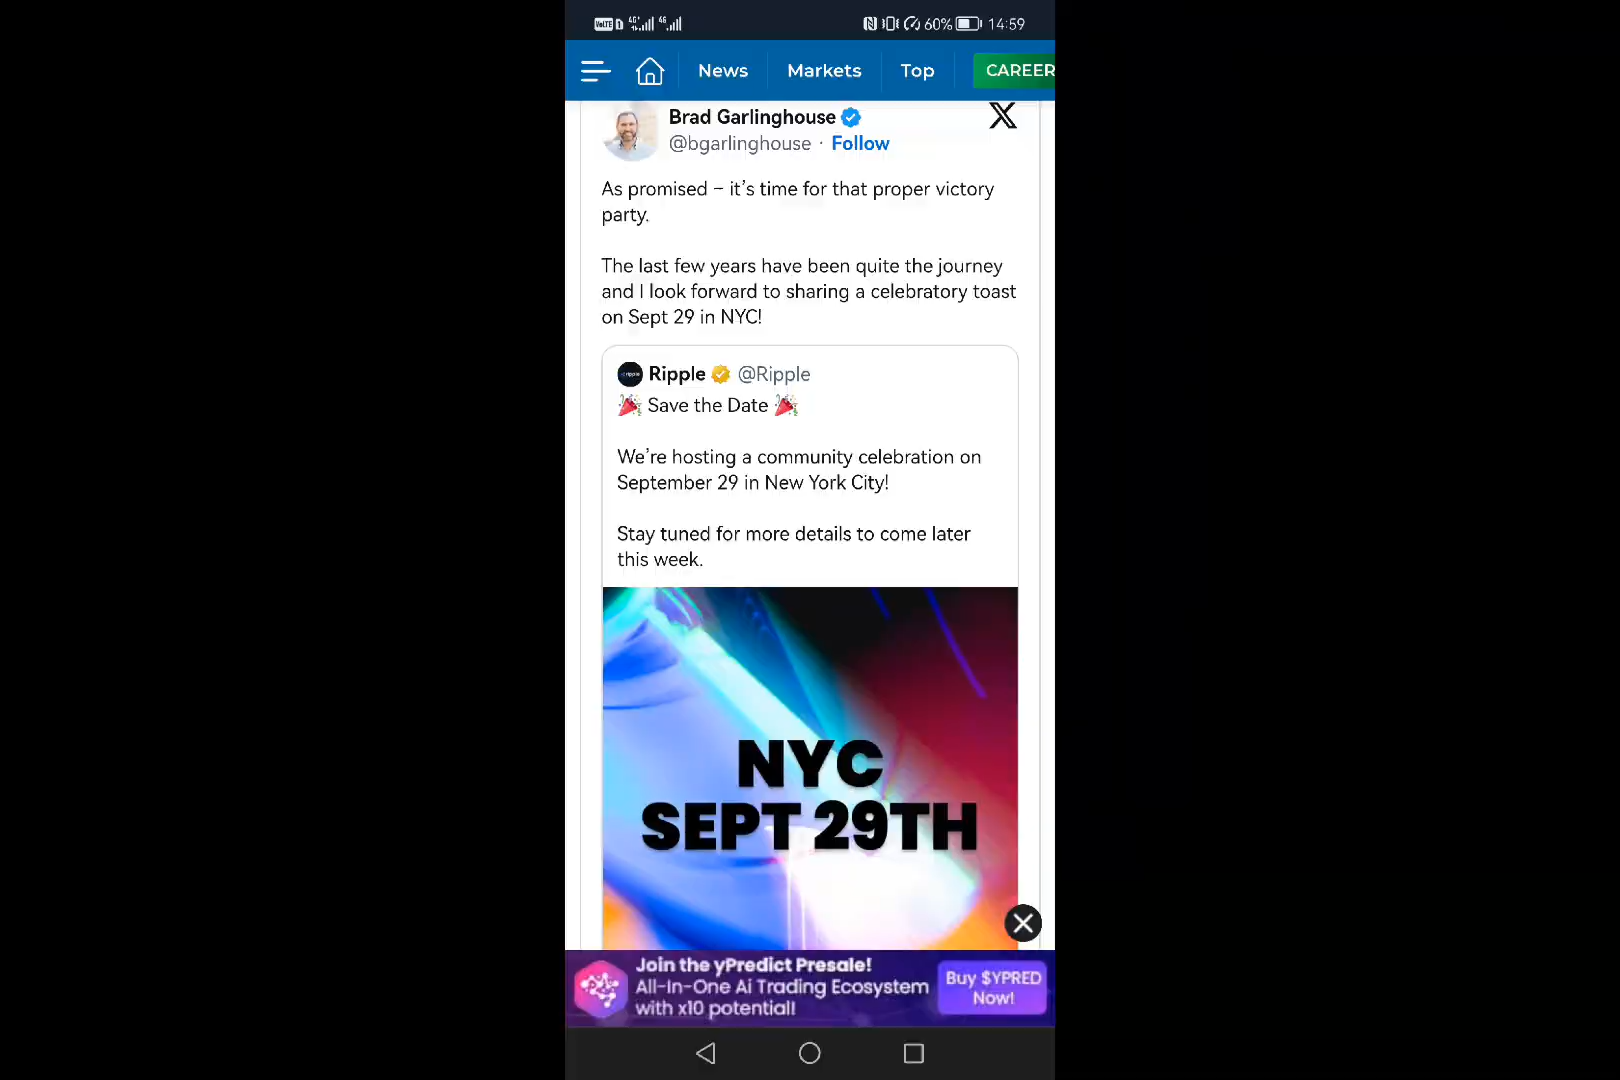 VoLTE D 4G+ 4G 60% 14:59
News Markets Top CAREER
Brad Garlinghouse
@bgarlinghouse · Follow
As promised – it’s time for that proper victory
party.
The last few years have been quite the journey
and I look forward to sharing a celebratory toast
on Sept 29 in NYC!
Ripple @Ripple
🎉 Save the Date 🎉
We’re hosting a community celebration on
September 29 in New York City!
Stay tuned for more details to come later
this week.
NYC
SEPT 29TH
Join the yPredict Presale!
All-In-One Ai Trading Ecosystem
with x10 potential!
Buy $YPRED
Now!